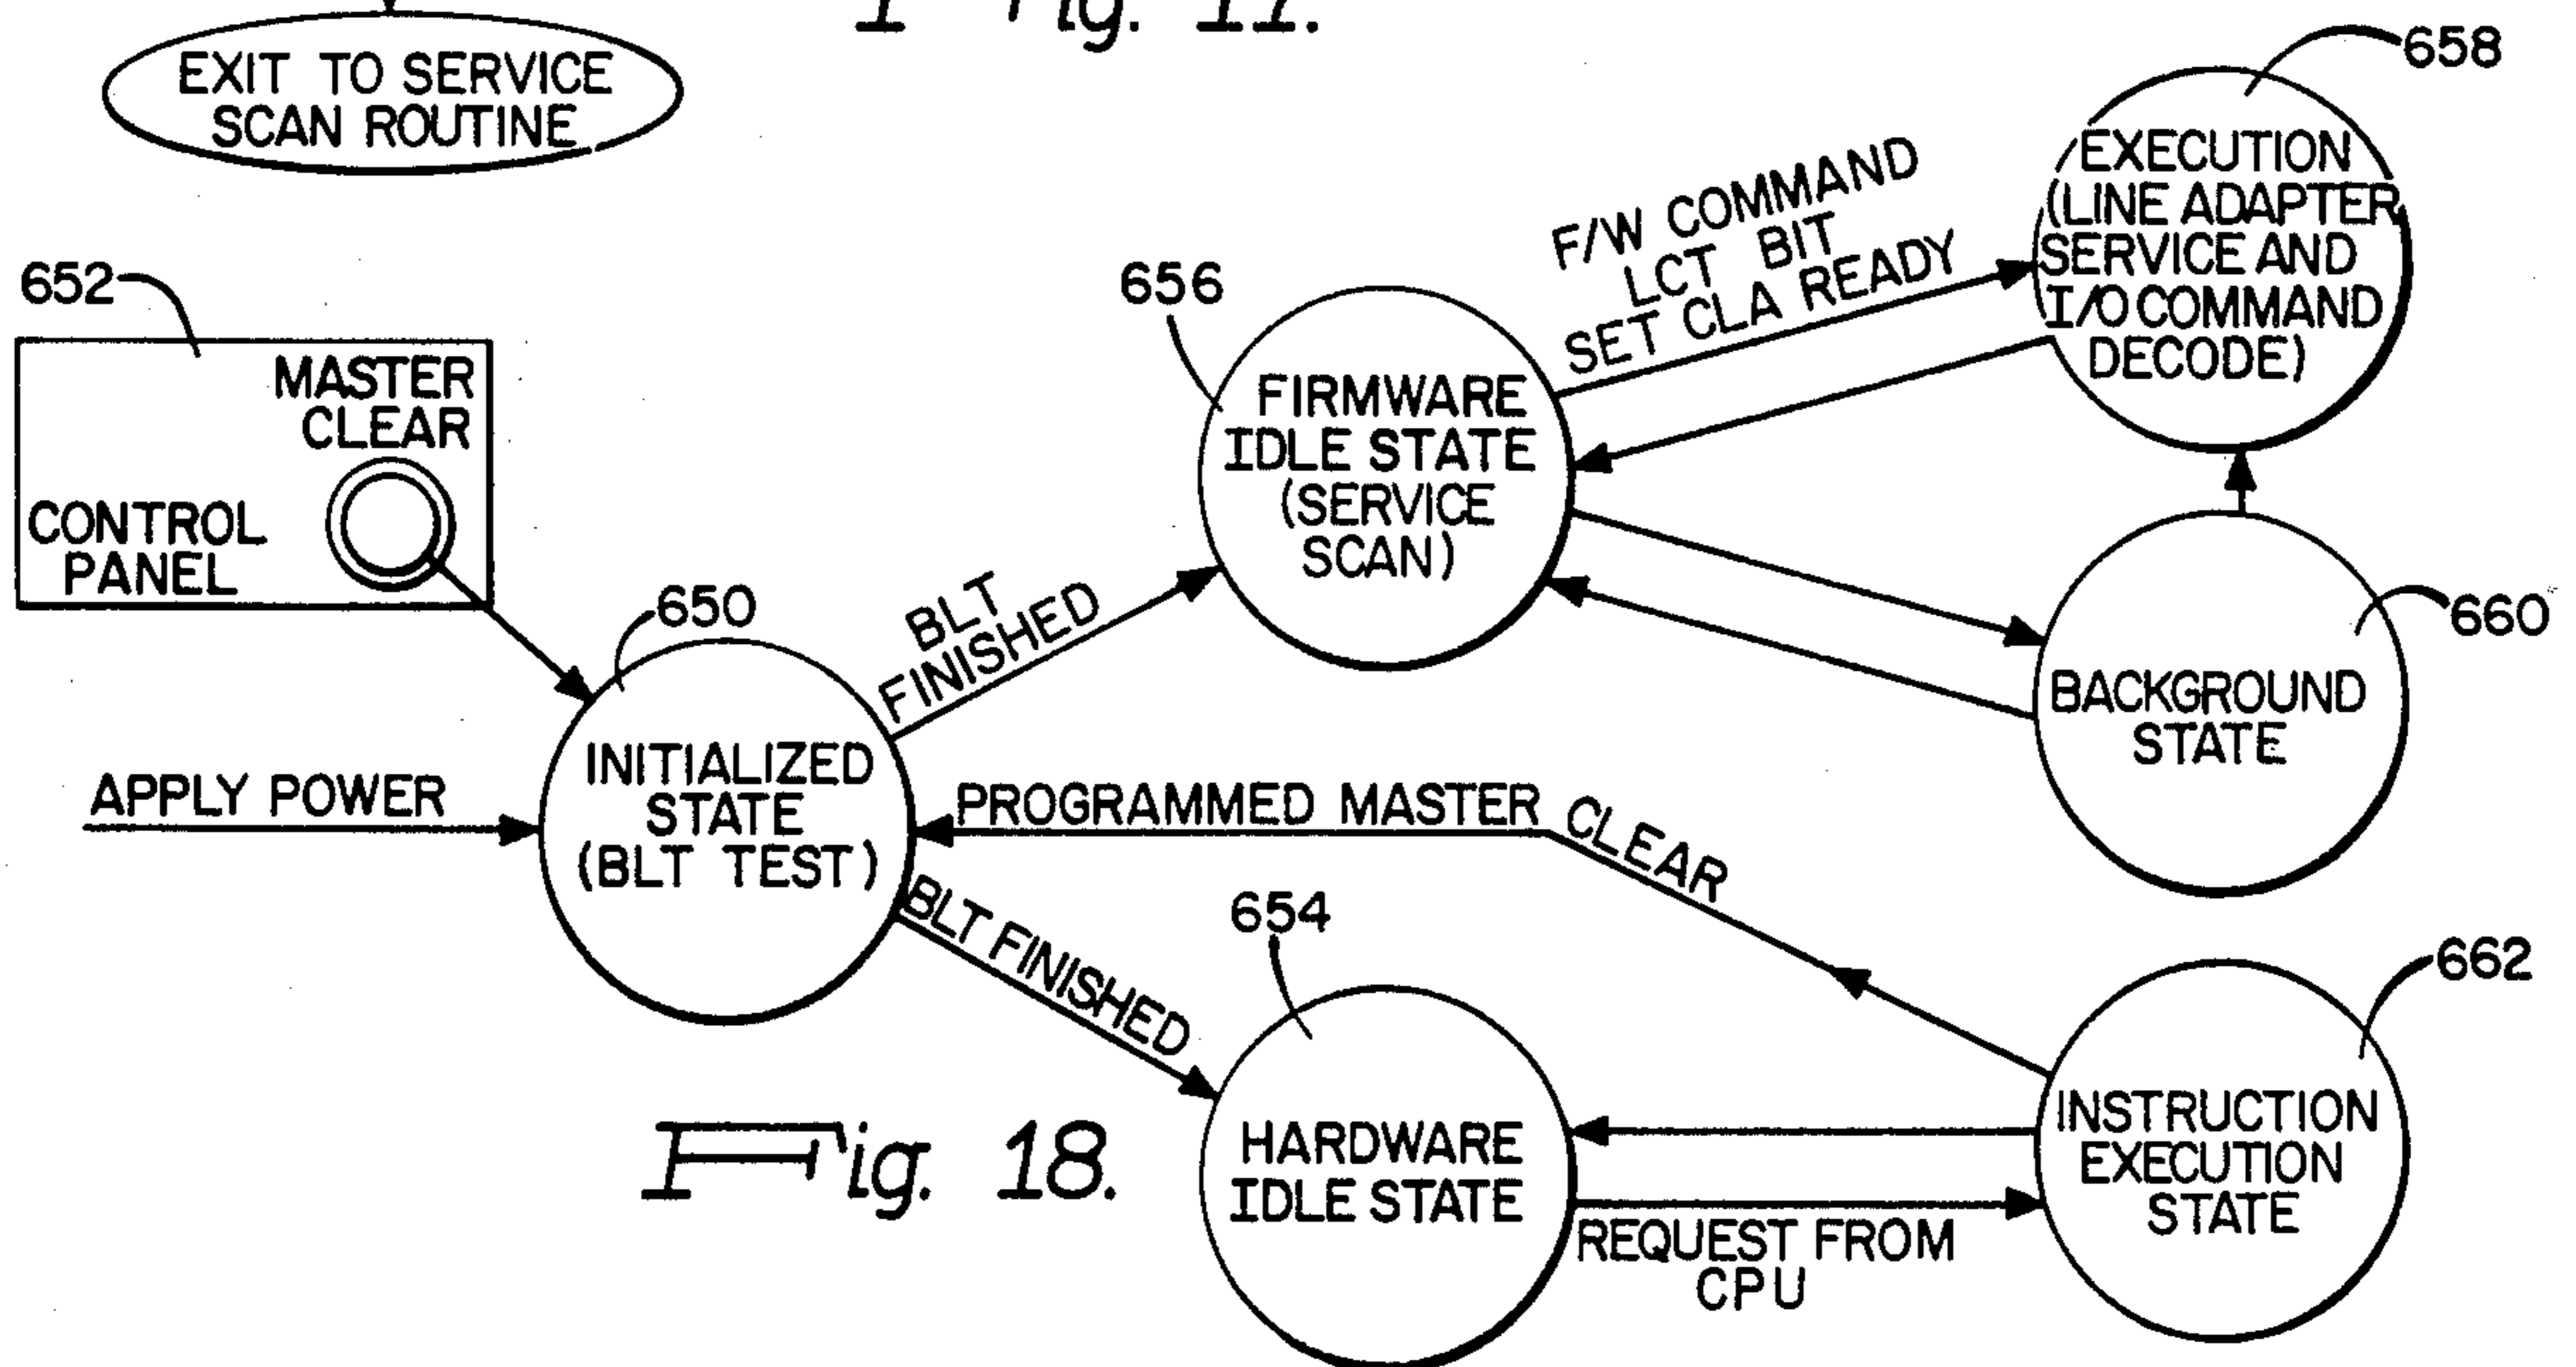 Fig. 17.
EXIT TO SERVICE
SCAN ROUTINE
658
EXECUTION
(LINE ADAPTER
SERVICE AND
I/O COMMAND
DECODE)
F/W COMMAND
LCT BIT
SET CLA READY
652
MASTER
CLEAR
CONTROL
PANEL
656
FIRMWARE
IDLE STATE
(SERVICE
SCAN)
650
BLT
FINISHED
660
BACKGROUND
STATE
APPLY POWER
INITIALIZED
STATE
(BLT TEST)
PROGRAMMED MASTER CLEAR
BLT FINISHED
654
HARDWARE
IDLE STATE
662
INSTRUCTION
EXECUTION
STATE
REQUEST FROM
CPU
Fig. 18.